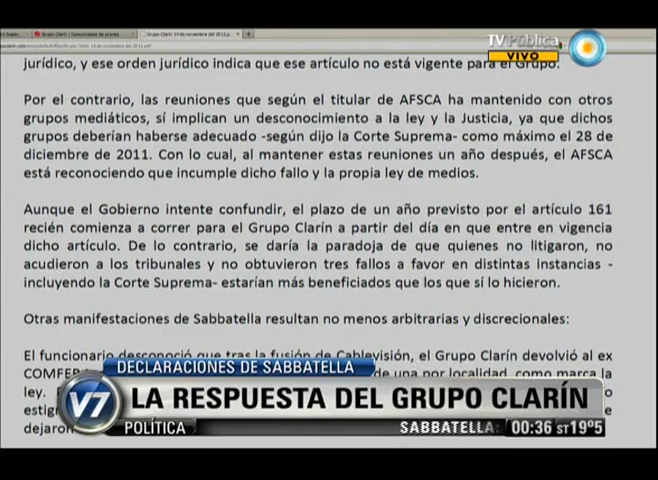 Grupo Clarín | Comunicados de prensa
TV Pública
VIVO
jurídico, y ese orden jurídico indica que ese artículo no está vigente para el Grupo.
Por el contrario, las reuniones que según el titular de AFSCA ha mantenido con otros
grupos mediáticos, sí implican un desconocimiento a la ley y la Justicia, ya que dichos
grupos deberían haberse adecuado -según dijo la Corte Suprema- como máximo el 28 de
diciembre de 2011. Con lo cual, al mantener estas reuniones un año después, el AFSCA
está reconociendo que incumple dicho fallo y la propia ley de medios.
Aunque el Gobierno intente confundir, el plazo de un año previsto por el artículo 161
recién comienza a correr para el Grupo Clarín a partir del día en que entre en vigencia
dicho artículo. De lo contrario, se daría la paradoja de que quienes no litigaron, no
acudieron a los tribunales y no obtuvieron tres fallos a favor en distintas instancias -
incluyendo la Corte Suprema- estarían más beneficiados que los que sí lo hicieron.
Otras manifestaciones de Sabbatella resultan no menos arbitrarias y discrecionales:
El funcionario desconoció que tras la fusión de Cablevisión, el Grupo Clarín devolvió al ex
DECLARACIONES DE SABBATELLA
de una por localidad, como marca la
ley.
V7
LA RESPUESTA DEL GRUPO CLARÍN
POLÍTICA
SABBATELLA:
00:36 ST 19º5